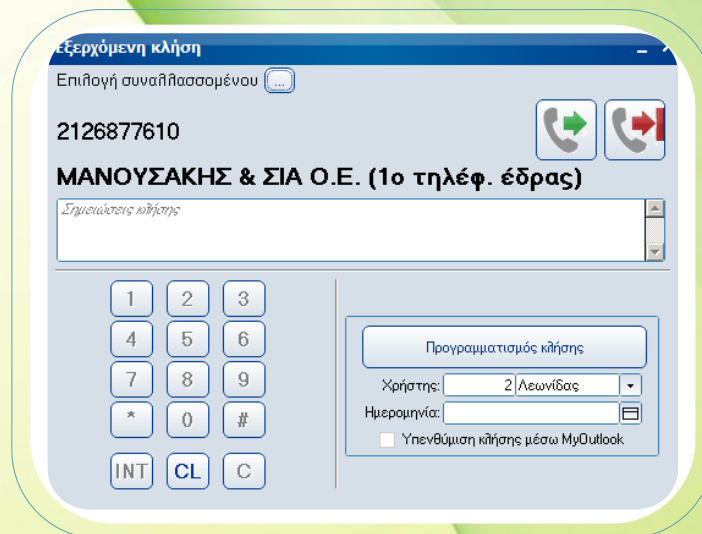 Εξερχόμενη κλήση
Επιλογή συναλλασσομένου ...
2126877610
ΜΑΝΟΥΣΑΚΗΣ & ΣΙΑ Ο.Ε. (1ο τηλέφ. έδρας)
Σημειώσεις κλήσης
1 2 3
4 5 6
7 8 9
* 0 #
INT CL C
Προγραμματισμός κλήσης
Χρήστης: 2 Λεωνίδας
Ημερομηνία:
Υπενθύμιση κλήσης μέσω MyOutlook